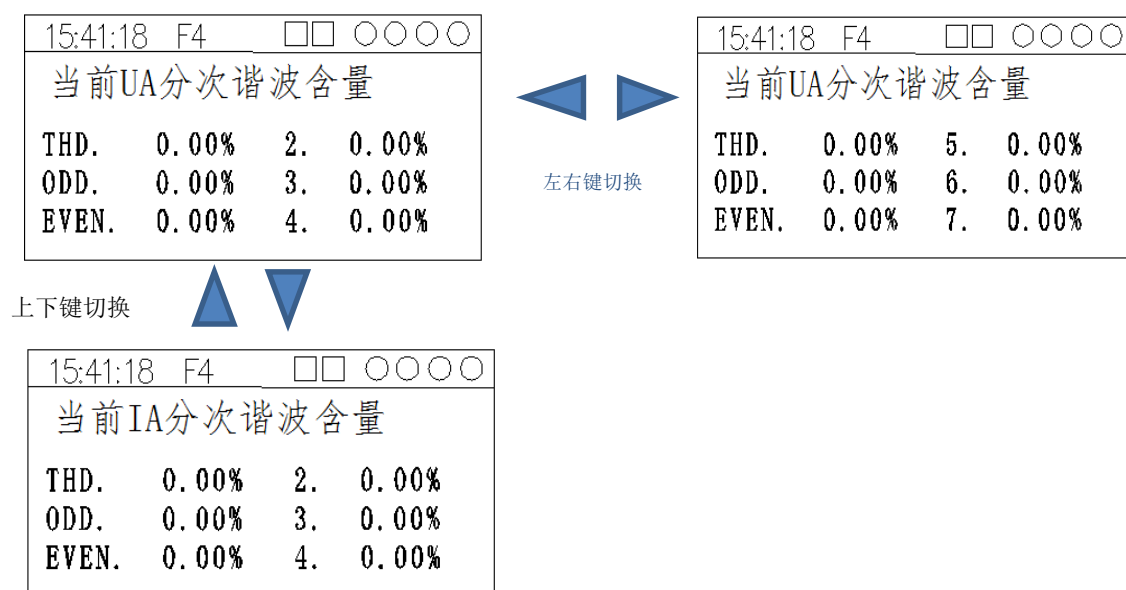 15:41:18 F4 □□ ○○○○
当前UA分次谐波含量
THD. 0.00% 2. 0.00%
ODD. 0.00% 3. 0.00%
EVEN. 0.00% 4. 0.00%
左右键切换
15:41:18 F4 □□ ○○○○
当前UA分次谐波含量
THD. 0.00% 5. 0.00%
ODD. 0.00% 6. 0.00%
EVEN. 0.00% 7. 0.00%
上下键切换
15:41:18 F4 □□ ○○○○
当前IA分次谐波含量
THD. 0.00% 2. 0.00%
ODD. 0.00% 3. 0.00%
EVEN. 0.00% 4. 0.00%